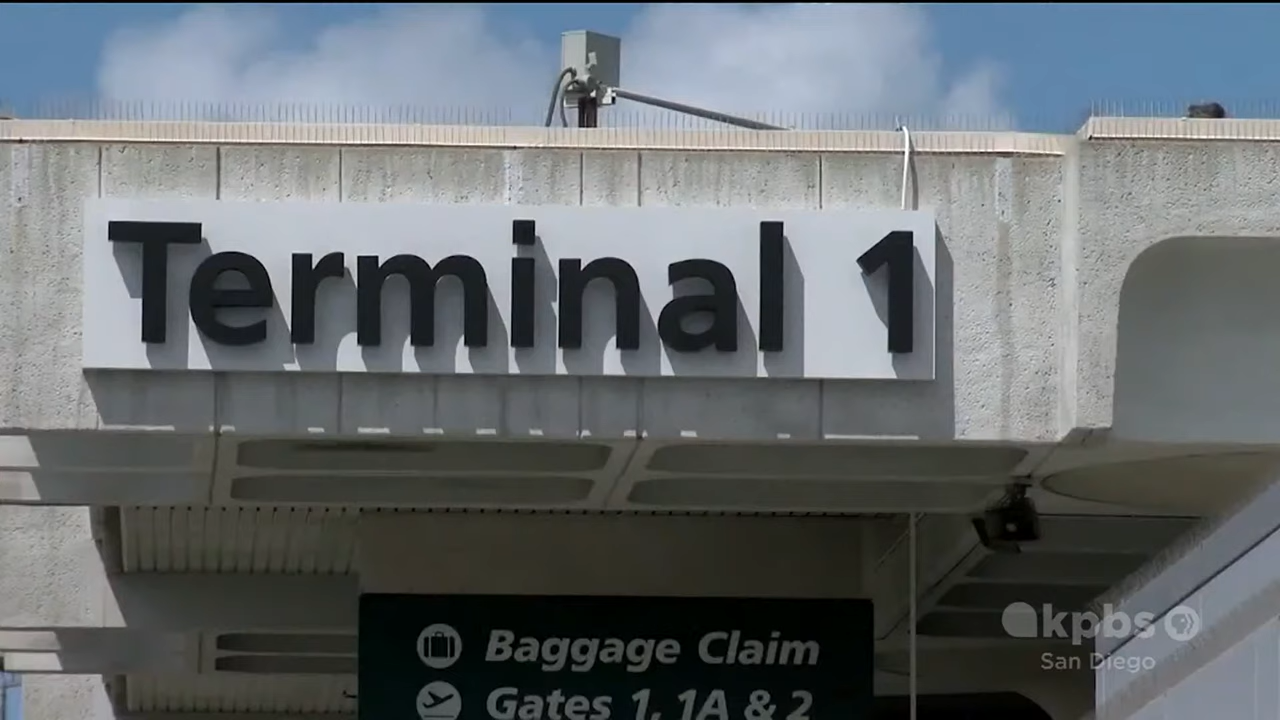 Terminal 1
Baggage Claim
Gates 1, 1A & 2
kpbs
San Diego